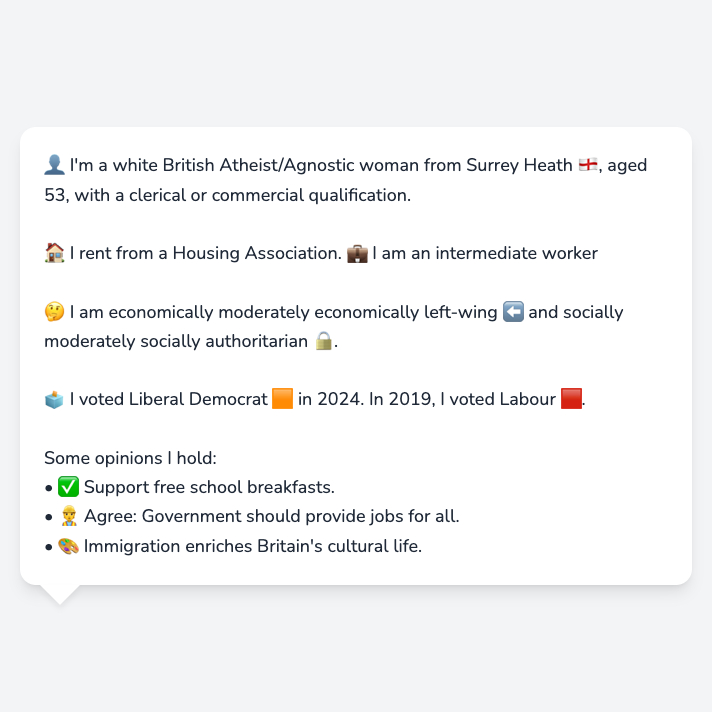 👤 I'm a white British Atheist/Agnostic woman from Surrey Heath 🏴󠁧󠁢󠁥󠁮󠁧󠁿, aged
53, with a clerical or commercial qualification.
🏠 I rent from a Housing Association. 💼 I am an intermediate worker
🤔 I am economically moderately economically left-wing ⬅️ and socially
moderately socially authoritarian 🔒.
🗳️ I voted Liberal Democrat 🟧 in 2024. In 2019, I voted Labour 🟥.
Some opinions I hold:
• ✅ Support free school breakfasts.
• 👷 Agree: Government should provide jobs for all.
• 🎨 Immigration enriches Britain's cultural life.